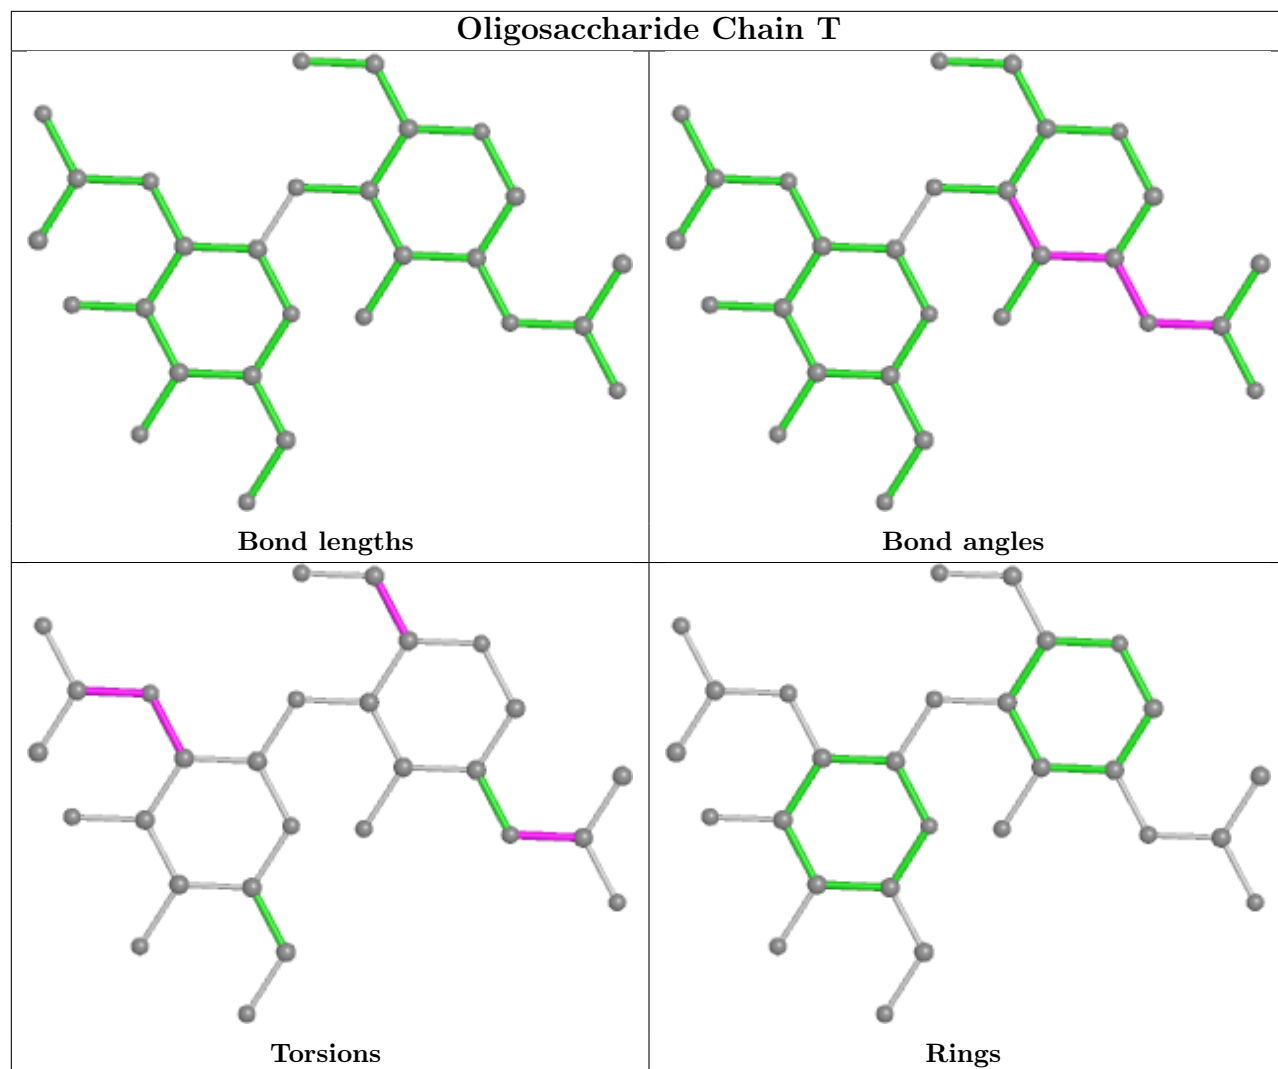 Oligosaccharide Chain T
Bond lengths
Bond angles
Torsions
Rings